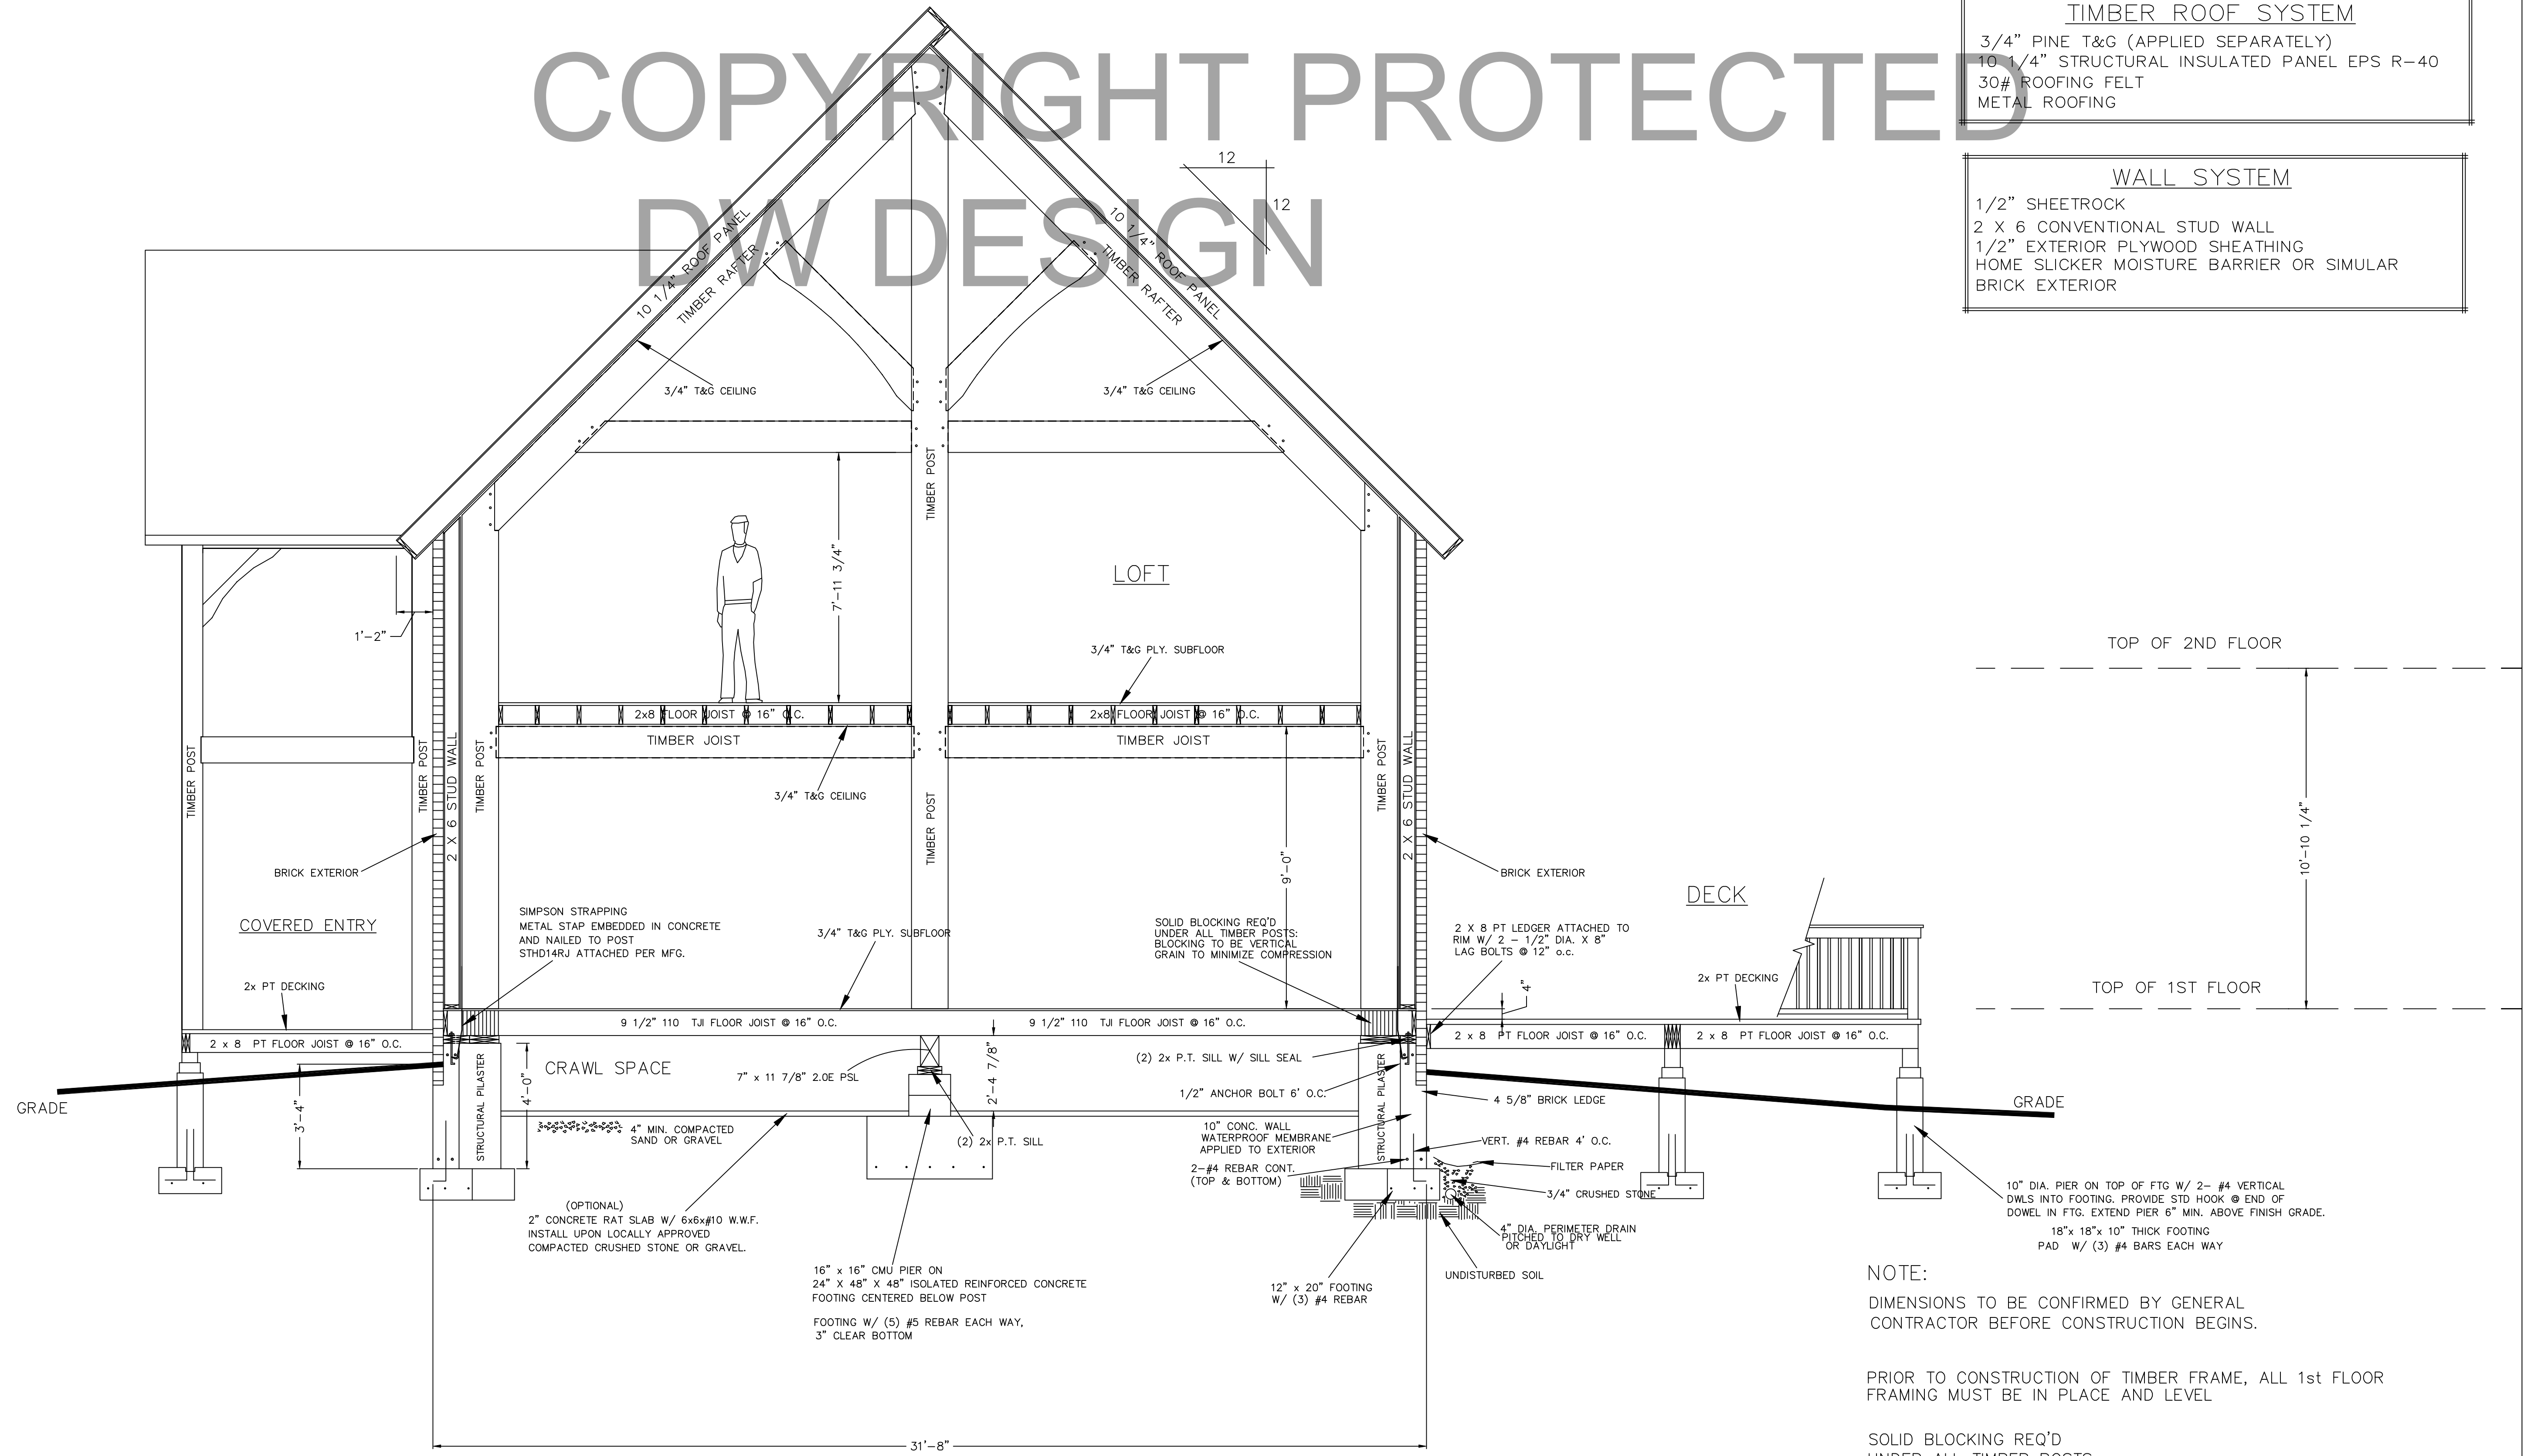 COPYRIGHT PROTECTED
DW DESIGN
TIMBER ROOF SYSTEM
3/4" PINE T&G (APPLIED SEPARATELY)
10 1/4" STRUCTURAL INSULATED PANEL EPS R-40
30# ROOFING FELT
METAL ROOFING
WALL SYSTEM
1/2" SHEETROCK
2 X 6 CONVENTIONAL STUD WALL
1/2" EXTERIOR PLYWOOD SHEATHING
HOME SLICKER MOISTURE BARRIER OR SIMULAR
BRICK EXTERIOR
12
12
10 1/4" ROOF PANEL
TIMBER RAFTER
10 1/4" ROOF PANEL
TIMBER RAFTER
3/4" T&G CEILING
3/4" T&G CEILING
TIMBER POST
7'-11 3/4"
LOFT
1'-2"
3/4" T&G PLY. SUBFLOOR
2x8 FLOOR JOIST @ 16" O.C.
2x8 FLOOR JOIST @ 16" O.C.
TIMBER JOIST
TIMBER JOIST
3/4" T&G CEILING
TIMBER POST
TIMBER POST
2 X 6 STUD WALL
TIMBER POST
TIMBER POST
TIMBER POST
2 X 6 STUD WALL
TOP OF 2ND FLOOR
10'-10 1/4"
TOP OF 1ST FLOOR
9'-0"
BRICK EXTERIOR
BRICK EXTERIOR
COVERED ENTRY
DECK
SIMPSON STRAPPING
METAL STAP EMBEDDED IN CONCRETE
AND NAILED TO POST
STHD14RJ ATTACHED PER MFG.
3/4" T&G PLY. SUBFLOOR
SOLID BLOCKING REQ'D
UNDER ALL TIMBER POSTS:
BLOCKING TO BE VERTICAL
GRAIN TO MINIMIZE COMPRESSION
2 X 8 PT LEDGER ATTACHED TO
RIM W/ 2 - 1/2" DIA. X 8"
LAG BOLTS @ 12" o.c.
2x PT DECKING
2x PT DECKING
4"
2 x 8 PT FLOOR JOIST @ 16" O.C.
9 1/2" 110 TJI FLOOR JOIST @ 16" O.C.
9 1/2" 110 TJI FLOOR JOIST @ 16" O.C.
2 x 8 PT FLOOR JOIST @ 16" O.C.
2 x 8 PT FLOOR JOIST @ 16" O.C.
CRAWL SPACE
7" x 11 7/8" 2.0E PSL
2'-4 7/8"
(2) 2x P.T. SILL W/ SILL SEAL
1/2" ANCHOR BOLT 6' O.C.
4 5/8" BRICK LEDGE
GRADE
GRADE
3'-4"
4'-0"
STRUCTURAL PILASTER
STRUCTURAL PILASTER
4" MIN. COMPACTED
SAND OR GRAVEL
(2) 2x P.T. SILL
10" CONC. WALL
WATERPROOF MEMBRANE
APPLIED TO EXTERIOR
2-#4 REBAR CONT.
(TOP & BOTTOM)
VERT. #4 REBAR 4' O.C.
FILTER PAPER
3/4" CRUSHED STONE
4" DIA. PERIMETER DRAIN
PITCHED TO DRY WELL
OR DAYLIGHT
UNDISTURBED SOIL
(OPTIONAL)
2" CONCRETE RAT SLAB W/ 6x6x#10 W.W.F.
INSTALL UPON LOCALLY APPROVED
COMPACTED CRUSHED STONE OR GRAVEL.
16" x 16" CMU PIER ON
24" X 48" X 48" ISOLATED REINFORCED CONCRETE
FOOTING CENTERED BELOW POST
FOOTING W/ (5) #5 REBAR EACH WAY,
3" CLEAR BOTTOM
12" x 20" FOOTING
W/ (3) #4 REBAR
10" DIA. PIER ON TOP OF FTG W/ 2- #4 VERTICAL
DWLS INTO FOOTING. PROVIDE STD HOOK @ END OF
DOWEL IN FTG. EXTEND PIER 6" MIN. ABOVE FINISH GRADE.
18"x 18"x 10" THICK FOOTING
PAD W/ (3) #4 BARS EACH WAY
NOTE:
DIMENSIONS TO BE CONFIRMED BY GENERAL
CONTRACTOR BEFORE CONSTRUCTION BEGINS.
PRIOR TO CONSTRUCTION OF TIMBER FRAME, ALL 1st FLOOR
FRAMING MUST BE IN PLACE AND LEVEL
SOLID BLOCKING REQ'D
UNDER ALL TIMBER POSTS
31'-8"